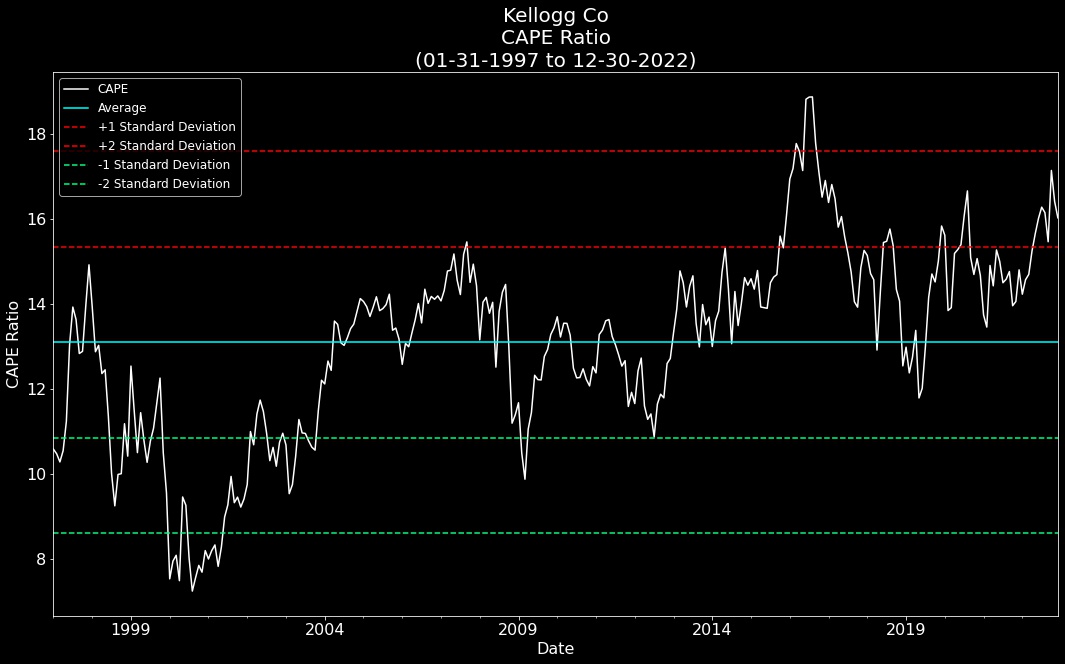 Kellogg Co
CAPE Ratio
(01-31-1997 to 12-30-2022)
CAPE
Average
+1 Standard Deviation
+2 Standard Deviation
-1 Standard Deviation
-2 Standard Deviation
CAPE Ratio
18
16
14
12
10
8
1999 2004 2009 2014 2019
Date